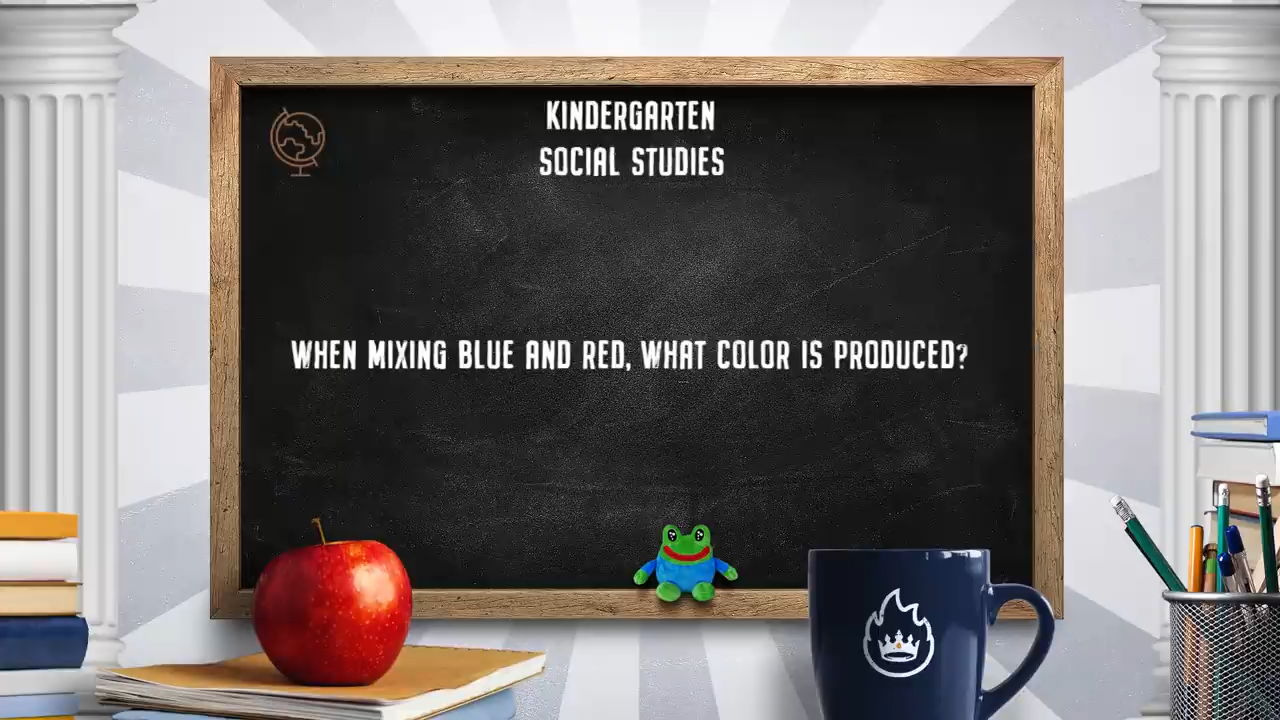 KINDERGARTEN
SOCIAL STUDIES
WHEN MIXING BLUE AND RED, WHAT COLOR IS PRODUCED?